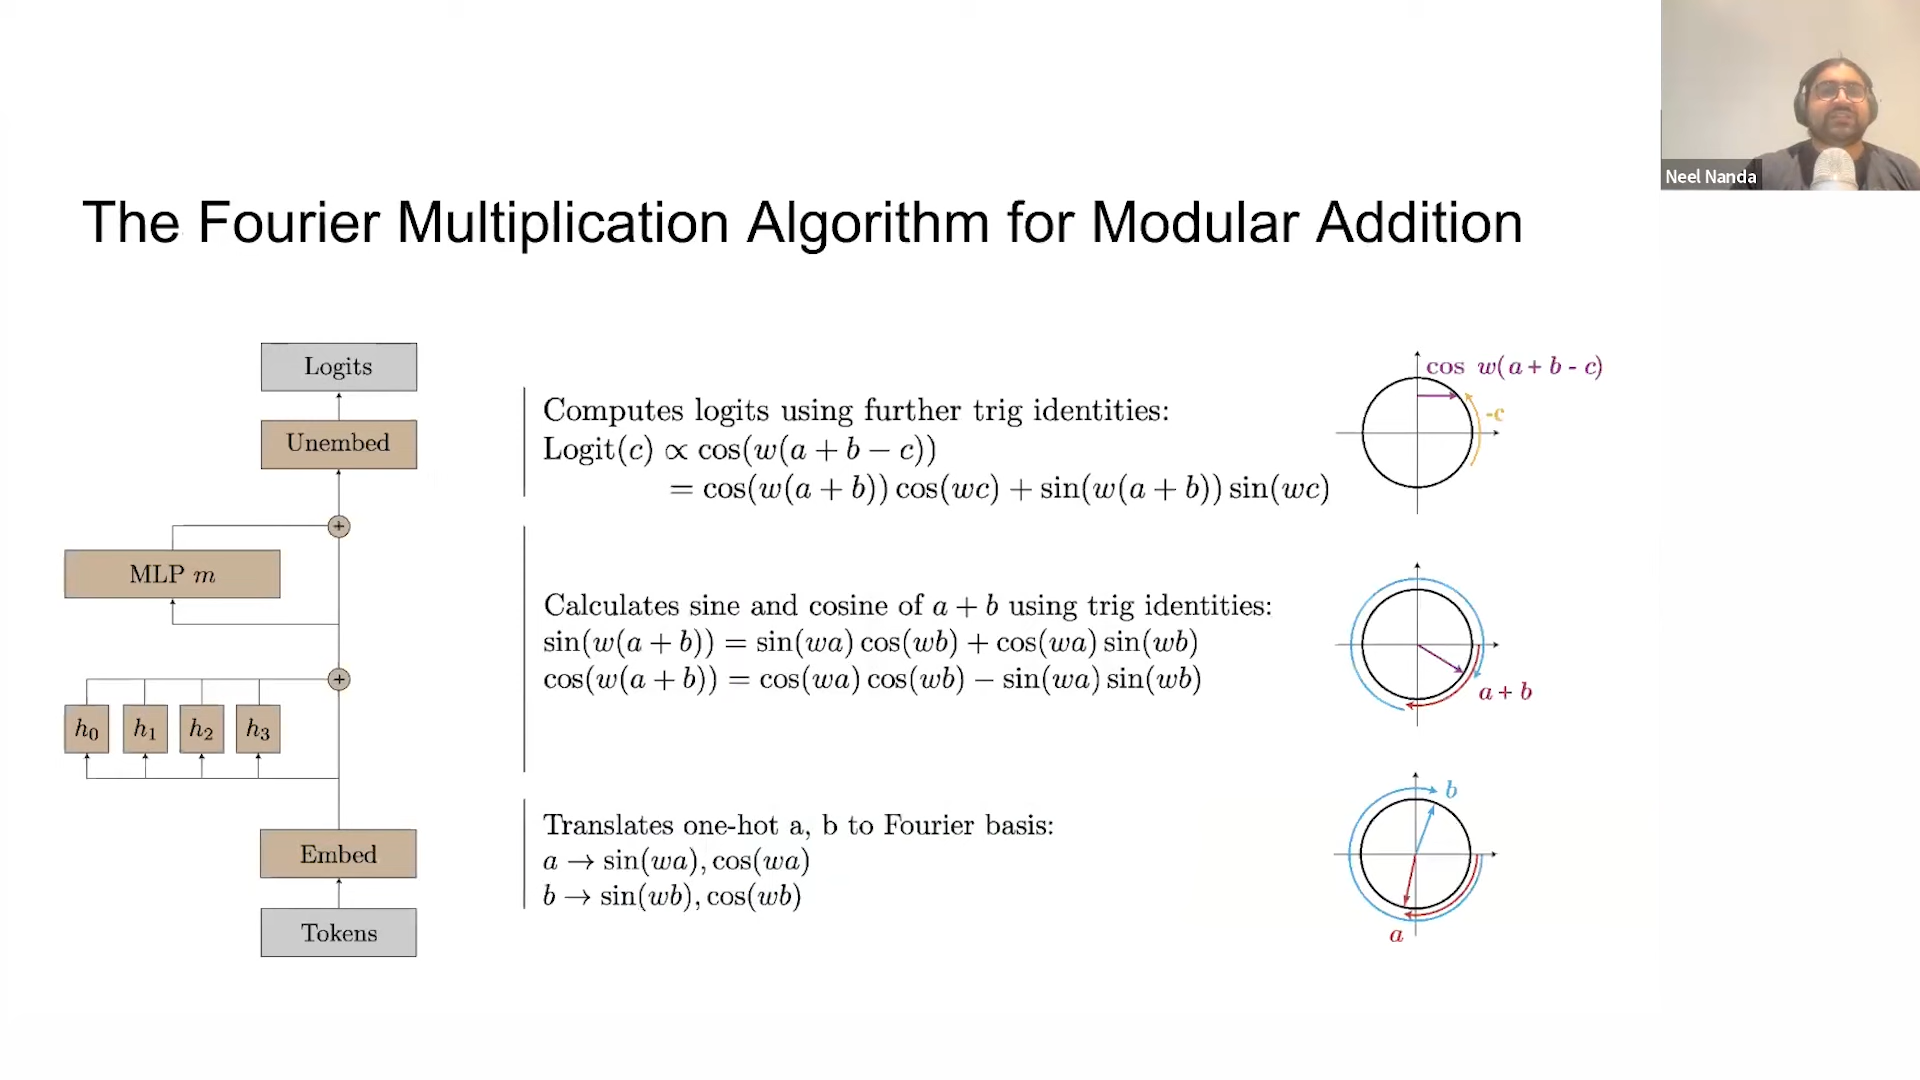 Neel Nanda
The Fourier Multiplication Algorithm for Modular Addition
Logits
Unembed
+
MLP m
+
h₀ h₁ h₂ h₃
Embed
Tokens
Computes logits using further trig identities:
Logit(c) ∝ cos(w(a + b − c))
= cos(w(a + b)) cos(wc) + sin(w(a + b)) sin(wc)
Calculates sine and cosine of a + b using trig identities:
sin(w(a + b)) = sin(wa) cos(wb) + cos(wa) sin(wb)
cos(w(a + b)) = cos(wa) cos(wb) − sin(wa) sin(wb)
Translates one-hot a, b to Fourier basis:
a → sin(wa), cos(wa)
b → sin(wb), cos(wb)
cos w(a + b - c)
-c
a + b
b
a